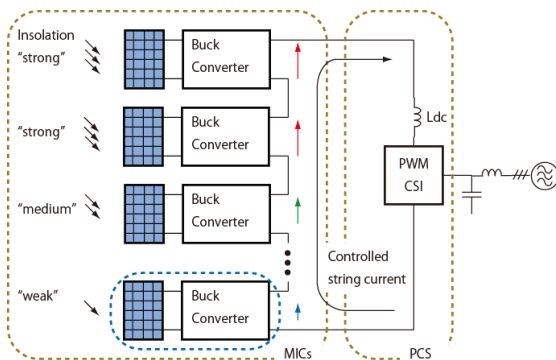 Insolation
“strong”
Buck
Converter
“strong”
Buck
Converter
Ldc
PWM
CSI
“medium”
Buck
Converter
Controlled
string current
“weak”
Buck
Converter
MICs
PCS